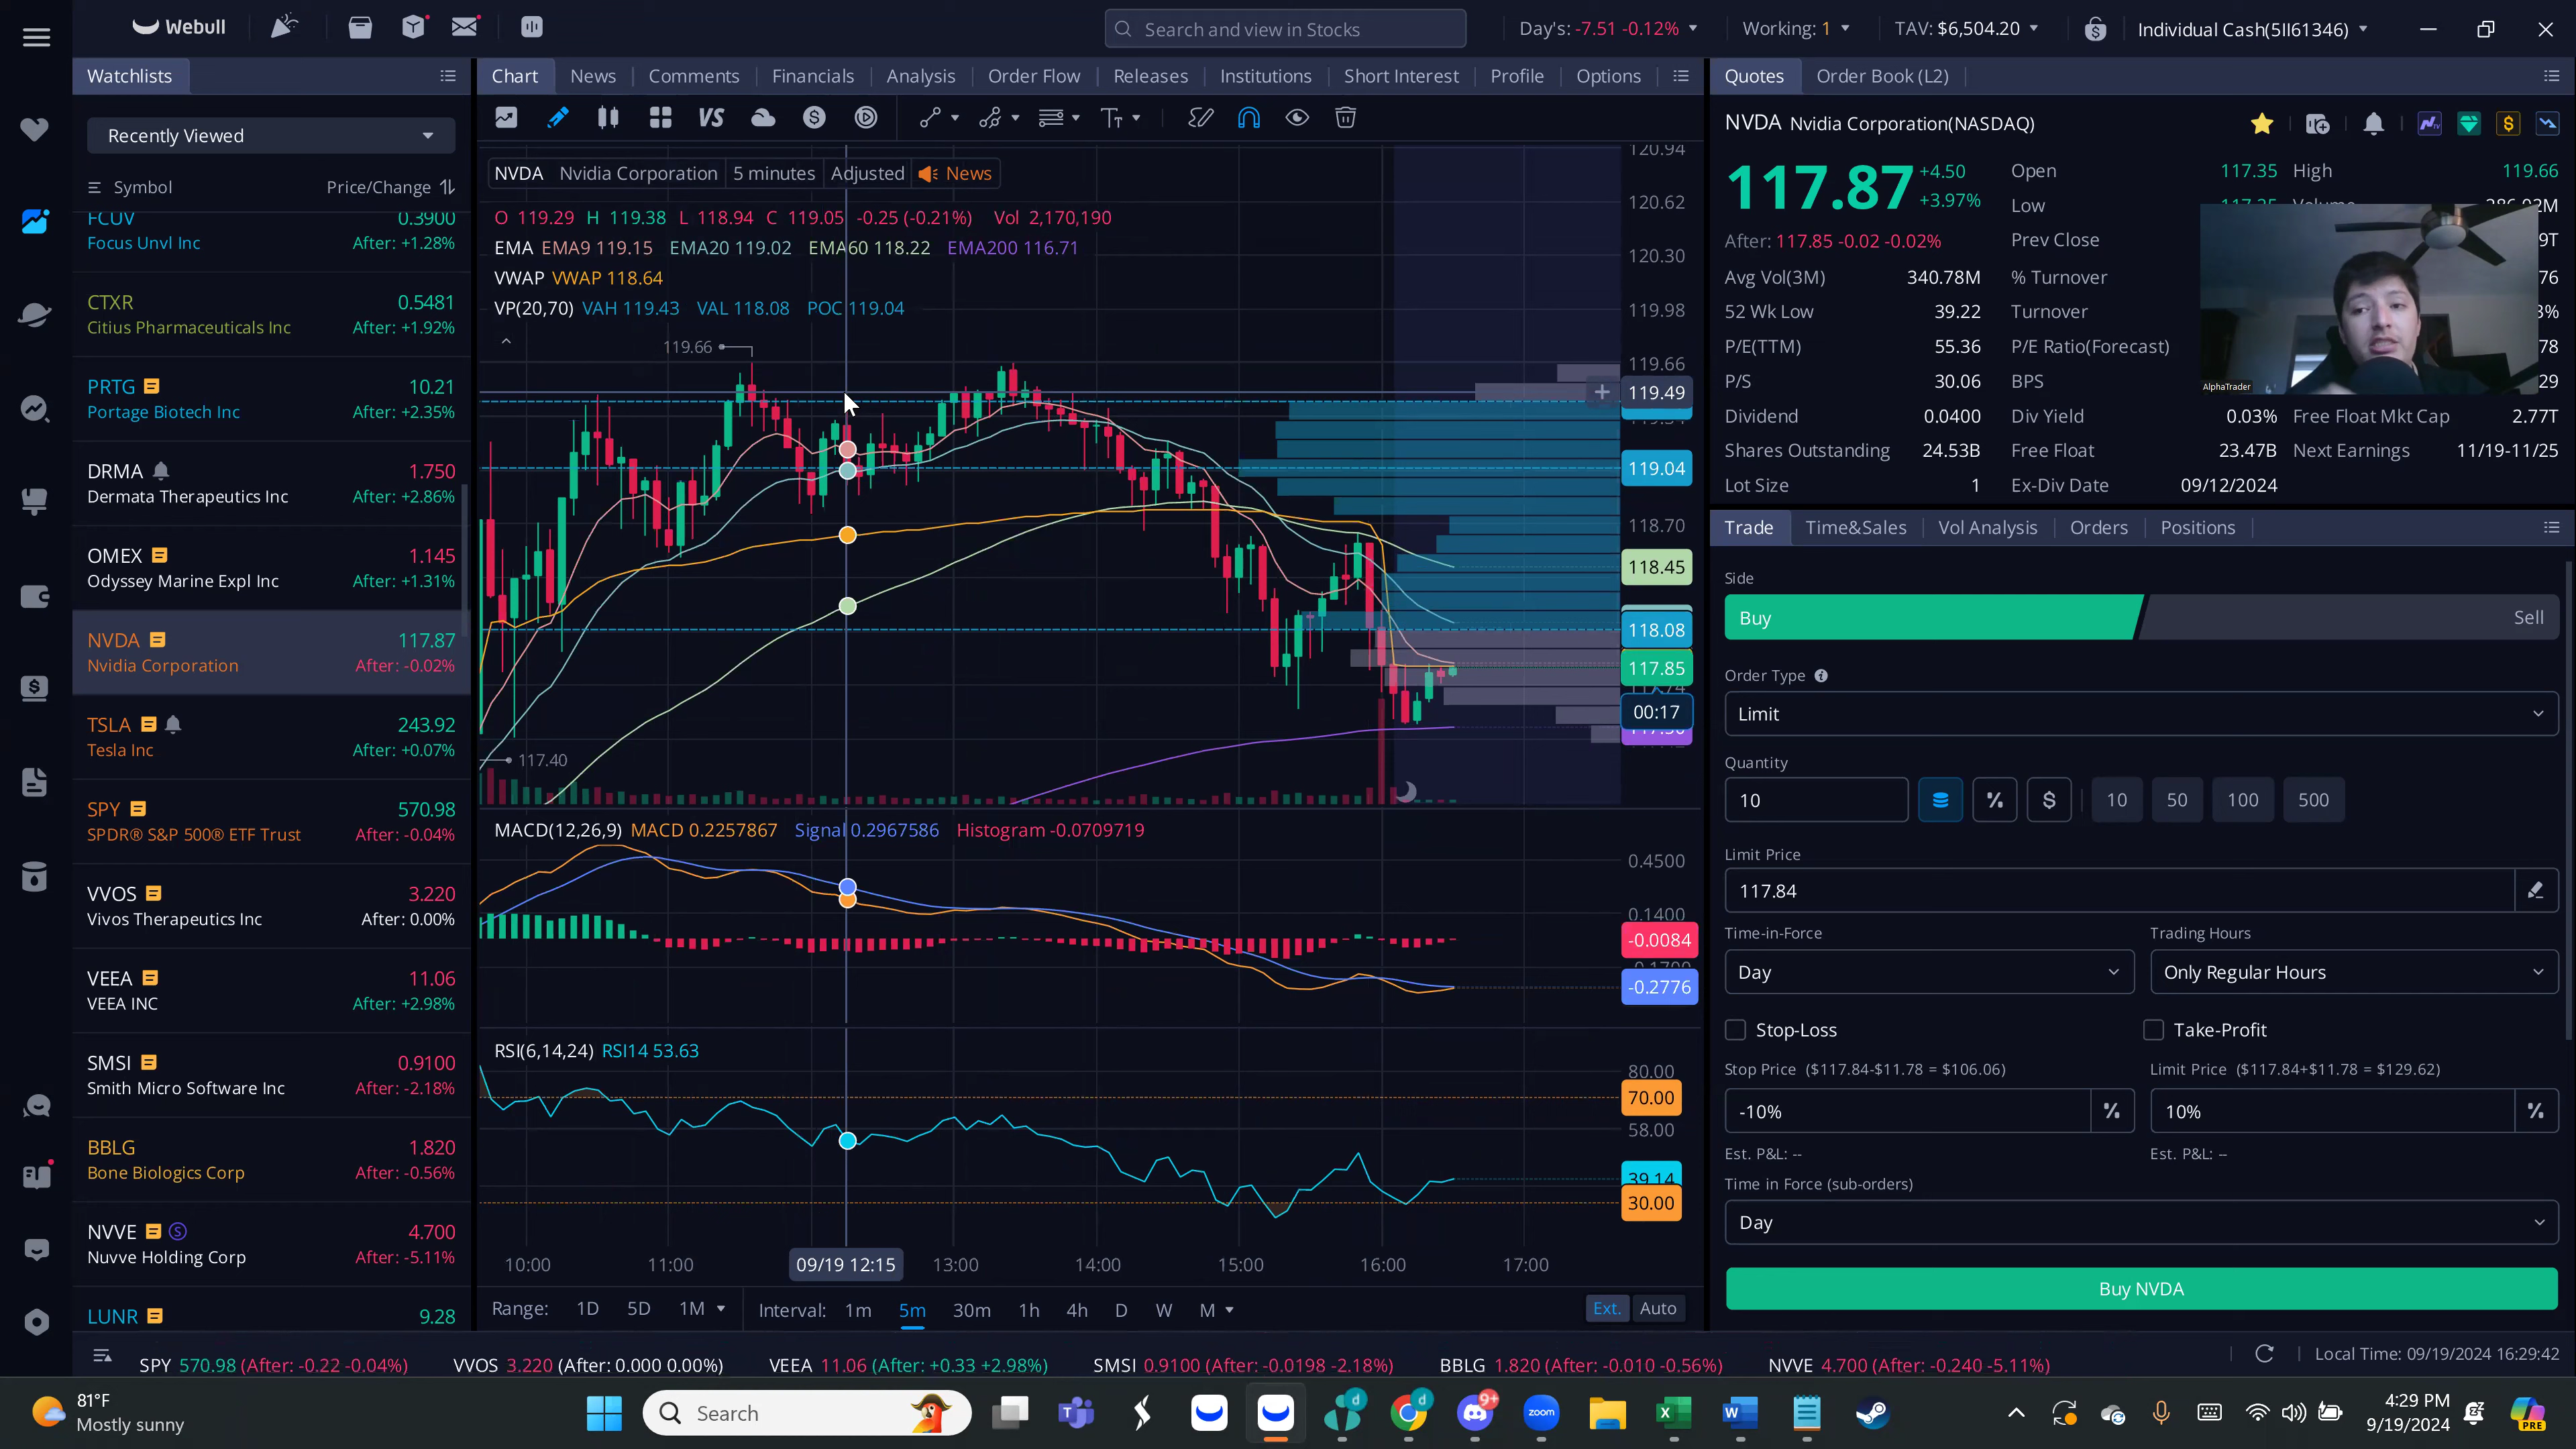 Webull
Search and view in Stocks
Day's: -7.51 -0.12%
Working: 1
TAV: $6,504.20
Individual Cash(5II61346)
Watchlists
Recently Viewed
Symbol
Price/Change
FCUV 0.3900
Focus Unvl Inc After: +1.28%
CTXR 0.5481
Citius Pharmaceuticals Inc After: +1.92%
PRTG 10.21
Portage Biotech Inc After: +2.35%
DRMA 1.750
Dermata Therapeutics Inc After: +2.86%
OMEX 1.145
Odyssey Marine Expl Inc After: +1.31%
NVDA 117.87
Nvidia Corporation After: -0.02%
TSLA 243.92
Tesla Inc After: +0.07%
SPY 570.98
SPDR® S&P 500® ETF Trust After: -0.04%
VVOS 3.220
Vivos Therapeutics Inc After: 0.00%
VEEA 11.06
VEEA INC After: +2.98%
SMSI 0.9100
Smith Micro Software Inc After: -2.18%
BBLG 1.820
Bone Biologics Corp After: -0.56%
NVVE 4.700
Nuvve Holding Corp After: -5.11%
LUNR 9.28
Chart News Comments Financials Analysis Order Flow Releases Institutions Short Interest Profile Options
VS
NVDA Nvidia Corporation 5 minutes Adjusted News
O 119.29 H 119.38 L 118.94 C 119.05 -0.25 (-0.21%) Vol 2,170,190
EMA EMA9 119.15 EMA20 119.02 EMA60 118.22 EMA200 116.71
VWAP VWAP 118.64
VP(20,70) VAH 119.43 VAL 118.08 POC 119.04
119.66
117.40
120.94
120.62
120.30
119.98
119.66
119.49
119.04
118.70
118.45
118.08
117.85
00:17
MACD(12,26,9) MACD 0.2257867 Signal 0.2967586 Histogram -0.0709719
0.4500
0.1400
-0.0084
-0.2776
RSI(6,14,24) RSI14 53.63
80.00
70.00
58.00
39.14
30.00
10:00 11:00 09/19 12:15 13:00 14:00 15:00 16:00 17:00
Range: 1D 5D 1M
Interval: 1m 5m 30m 1h 4h D W M
Ext. Auto
Quotes Order Book (L2)
NVDA Nvidia Corporation(NASDAQ)
117.87 +4.50
+3.97%
After: 117.85 -0.02 -0.02%
Open 117.35 High 119.66
Low
Prev Close 9T
Avg Vol(3M) 340.78M % Turnover 76
52 Wk Low 39.22 Turnover 3%
P/E(TTM) 55.36 P/E Ratio(Forecast) 78
P/S 30.06 BPS 29
AlphaTrader
Dividend 0.0400 Div Yield 0.03% Free Float Mkt Cap 2.77T
Shares Outstanding 24.53B Free Float 23.47B Next Earnings 11/19-11/25
Lot Size 1 Ex-Div Date 09/12/2024
Trade Time&Sales Vol Analysis Orders Positions
Side
Buy Sell
Order Type
Limit
Quantity
10 % $ 10 50 100 500
Limit Price
117.84
Time-in-Force Trading Hours
Day Only Regular Hours
Stop-Loss Take-Profit
Stop Price ($117.84-$11.78 = $106.06) Limit Price ($117.84+$11.78 = $129.62)
-10% % 10% %
Est. P&L: -- Est. P&L: --
Time in Force (sub-orders)
Day
Buy NVDA
SPY 570.98 (After: -0.22 -0.04%) VVOS 3.220 (After: 0.000 0.00%) VEEA 11.06 (After: +0.33 +2.98%) SMSI 0.9100 (After: -0.0198 -2.18%) BBLG 1.820 (After: -0.010 -0.56%) NVVE 4.700 (After: -0.240 -5.11%)
Local Time: 09/19/2024 16:29:42
81°F
Mostly sunny
Search
zoom
9+
4:29 PM
9/19/2024
PRE